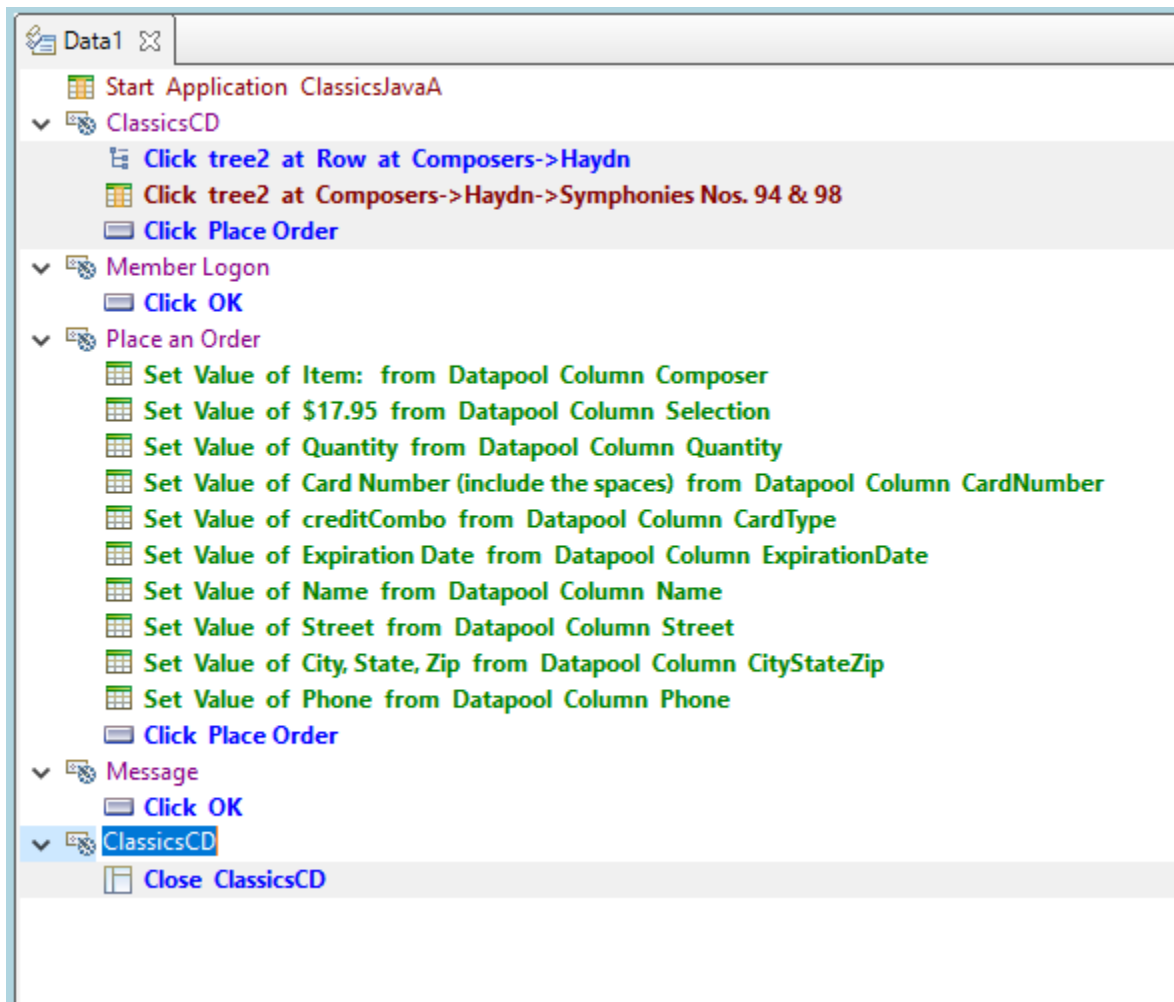 Data1
Start Application ClassicsJavaA
ClassicsCD
Click tree2 at Row at Composers->Haydn
Click tree2 at Composers->Haydn->Symphonies Nos. 94 & 98
Click Place Order
Member Logon
Click OK
Place an Order
Set Value of Item: from Datapool Column Composer
Set Value of $17.95 from Datapool Column Selection
Set Value of Quantity from Datapool Column Quantity
Set Value of Card Number (include the spaces) from Datapool Column CardNumber
Set Value of creditCombo from Datapool Column CardType
Set Value of Expiration Date from Datapool Column ExpirationDate
Set Value of Name from Datapool Column Name
Set Value of Street from Datapool Column Street
Set Value of City, State, Zip from Datapool Column CityStateZip
Set Value of Phone from Datapool Column Phone
Click Place Order
Message
Click OK
ClassicsCD
Close ClassicsCD